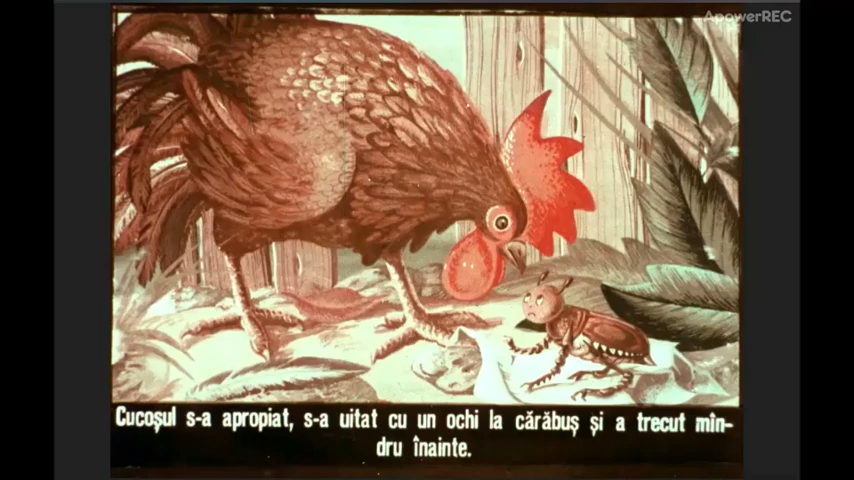 ApowerREC
Cucoșul s-a apropiat, s-a uitat cu un ochi la cărăbuș și a trecut mîn-
dru înainte.